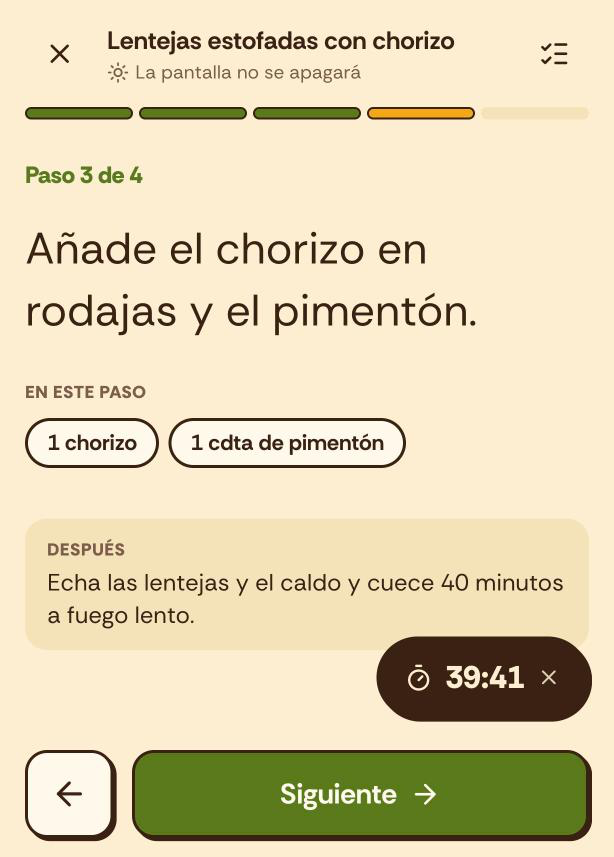 Lentejas estofadas con chorizo
La pantalla no se apagará
Paso 3 de 4
Añade el chorizo en
rodajas y el pimentón.
EN ESTE PASO
1 chorizo
1 cdta de pimentón
DESPUÉS
Echa las lentejas y el caldo y cuece 40 minutos
a fuego lento.
39:41
Siguiente